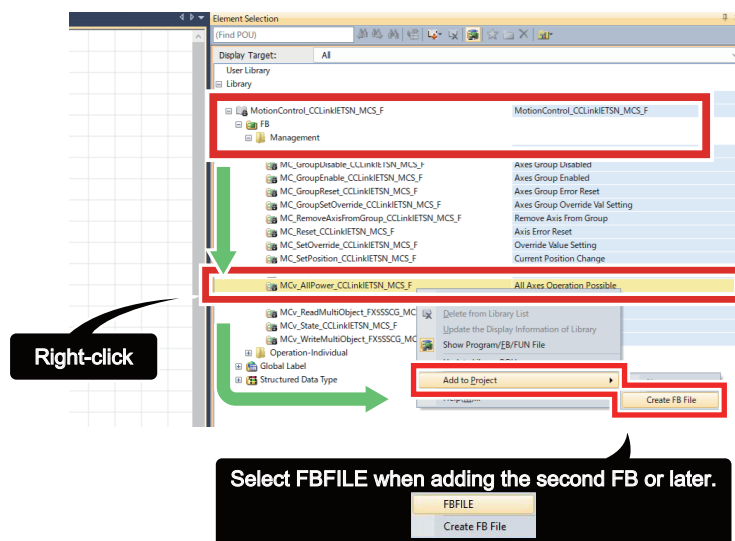 Element Selection
(Find POU)
Display Target: All
User Library
Library
MotionControl_CCLinkIETSN_MCS_F MotionControl_CCLinkIETSN_MCS_F
FB
Management
MC_GroupDisable_CCLinkIETSN_MCS_F Axes Group Disabled
MC_GroupEnable_CCLinkIETSN_MCS_F Axes Group Enabled
MC_GroupReset_CCLinkIETSN_MCS_F Axes Group Error Reset
MC_GroupSetOverride_CCLinkIETSN_MCS_F Axes Group Override Val Setting
MC_RemoveAxisFromGroup_CCLinkIETSN_MCS_F Remove Axis From Group
MC_Reset_CCLinkIETSN_MCS_F Axis Error Reset
MC_SetOverride_CCLinkIETSN_MCS_F Override Value Setting
MC_SetPosition_CCLinkIETSN_MCS_F Current Position Change
MCv_AllPower_CCLinkIETSN_MCS_F All Axes Operation Possible
MCv_ReadMultiObject_FXSSSCG_MC
Delete from Library List
MCv_State_CCLinkIETSN_MCS_F
Update the Display Information of Library
MCv_WriteMultiObject_FXSSSCG_MC
Show Program/FB/FUN File
Right-click
Operation-Individual
Global Label
Structured Data Type
Add to Project
Create FB File
Select FBFILE when adding the second FB or later.
FBFILE
Create FB File